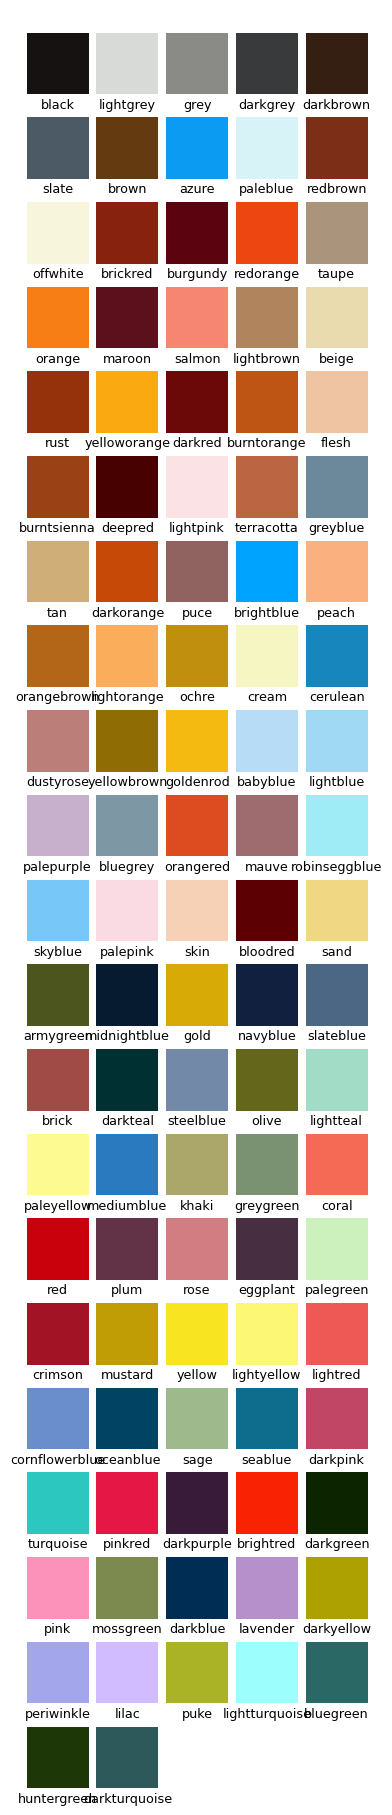 black lightgrey grey darkgrey darkbrown
slate brown azure paleblue redbrown
offwhite brickred burgundy redorange taupe
orange maroon salmon lightbrown beige
rust yelloworange darkred burntorange flesh
burntsienna deepred lightpink terracotta greyblue
tan darkorange puce brightblue peach
orangebrown lightorange ochre cream cerulean
dustyrose yellowbrown goldenrod babyblue lightblue
palepurple bluegrey orangered mauve robinseggblue
skyblue palepink skin bloodred sand
armygreen midnightblue gold navyblue slateblue
brick darkteal steelblue olive lightteal
paleyellow mediumblue khaki greygreen coral
red plum rose eggplant palegreen
crimson mustard yellow lightyellow lightred
cornflowerblue oceanblue sage seablue darkpink
turquoise pinkred darkpurple brightred darkgreen
pink mossgreen darkblue lavender darkyellow
periwinkle lilac puke lightturquoise bluegreen
huntergreen darkturquoise